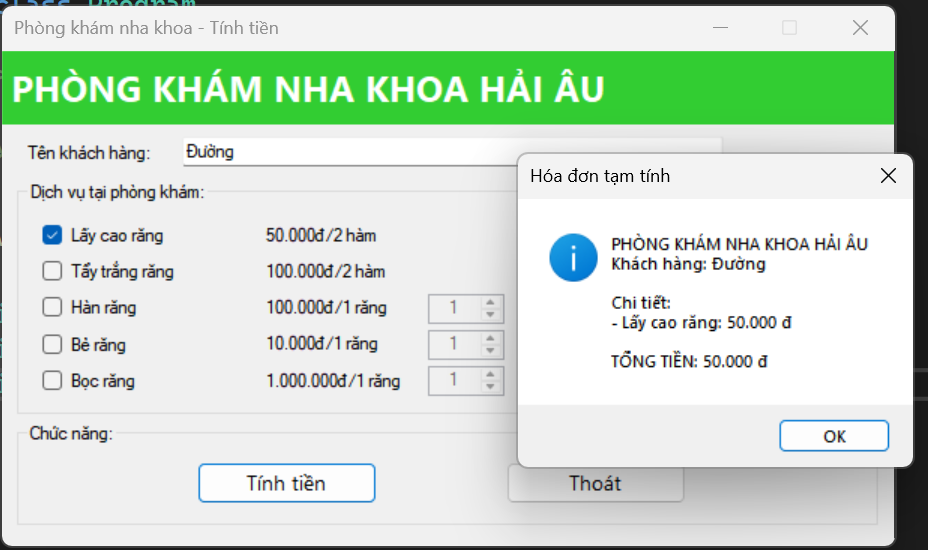 class Program
Phòng khám nha khoa - Tính tiền
PHÒNG KHÁM NHA KHOA HẢI ÂU
Tên khách hàng: Đường
Dịch vụ tại phòng khám:
Lấy cao răng 50.000đ/2 hàm
Tẩy trắng răng 100.000đ/2 hàm
Hàn răng 100.000đ/1 răng 1
Bẻ răng 10.000đ/1 răng 1
Bọc răng 1.000.000đ/1 răng 1
Chức năng:
Tính tiền Thoát
Hóa đơn tạm tính
PHÒNG KHÁM NHA KHOA HẢI ÂU
Khách hàng: Đường
Chi tiết:
- Lấy cao răng: 50.000 đ
TỔNG TIỀN: 50.000 đ
OK